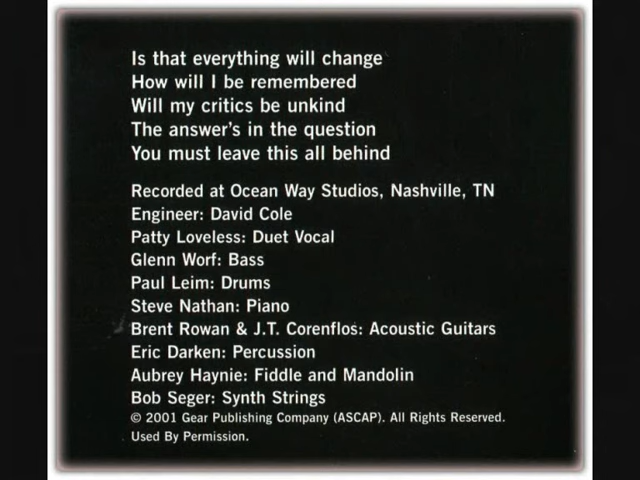 Is that everything will change
How will I be remembered
Will my critics be unkind
The answer's in the question
You must leave this all behind
Recorded at Ocean Way Studios, Nashville, TN
Engineer: David Cole
Patty Loveless: Duet Vocal
Glenn Worf: Bass
Paul Leim: Drums
Steve Nathan: Piano
Brent Rowan & J.T. Corenflos: Acoustic Guitars
Eric Darken: Percussion
Aubrey Haynie: Fiddle and Mandolin
Bob Seger: Synth Strings
© 2001 Gear Publishing Company (ASCAP). All Rights Reserved.
Used By Permission.